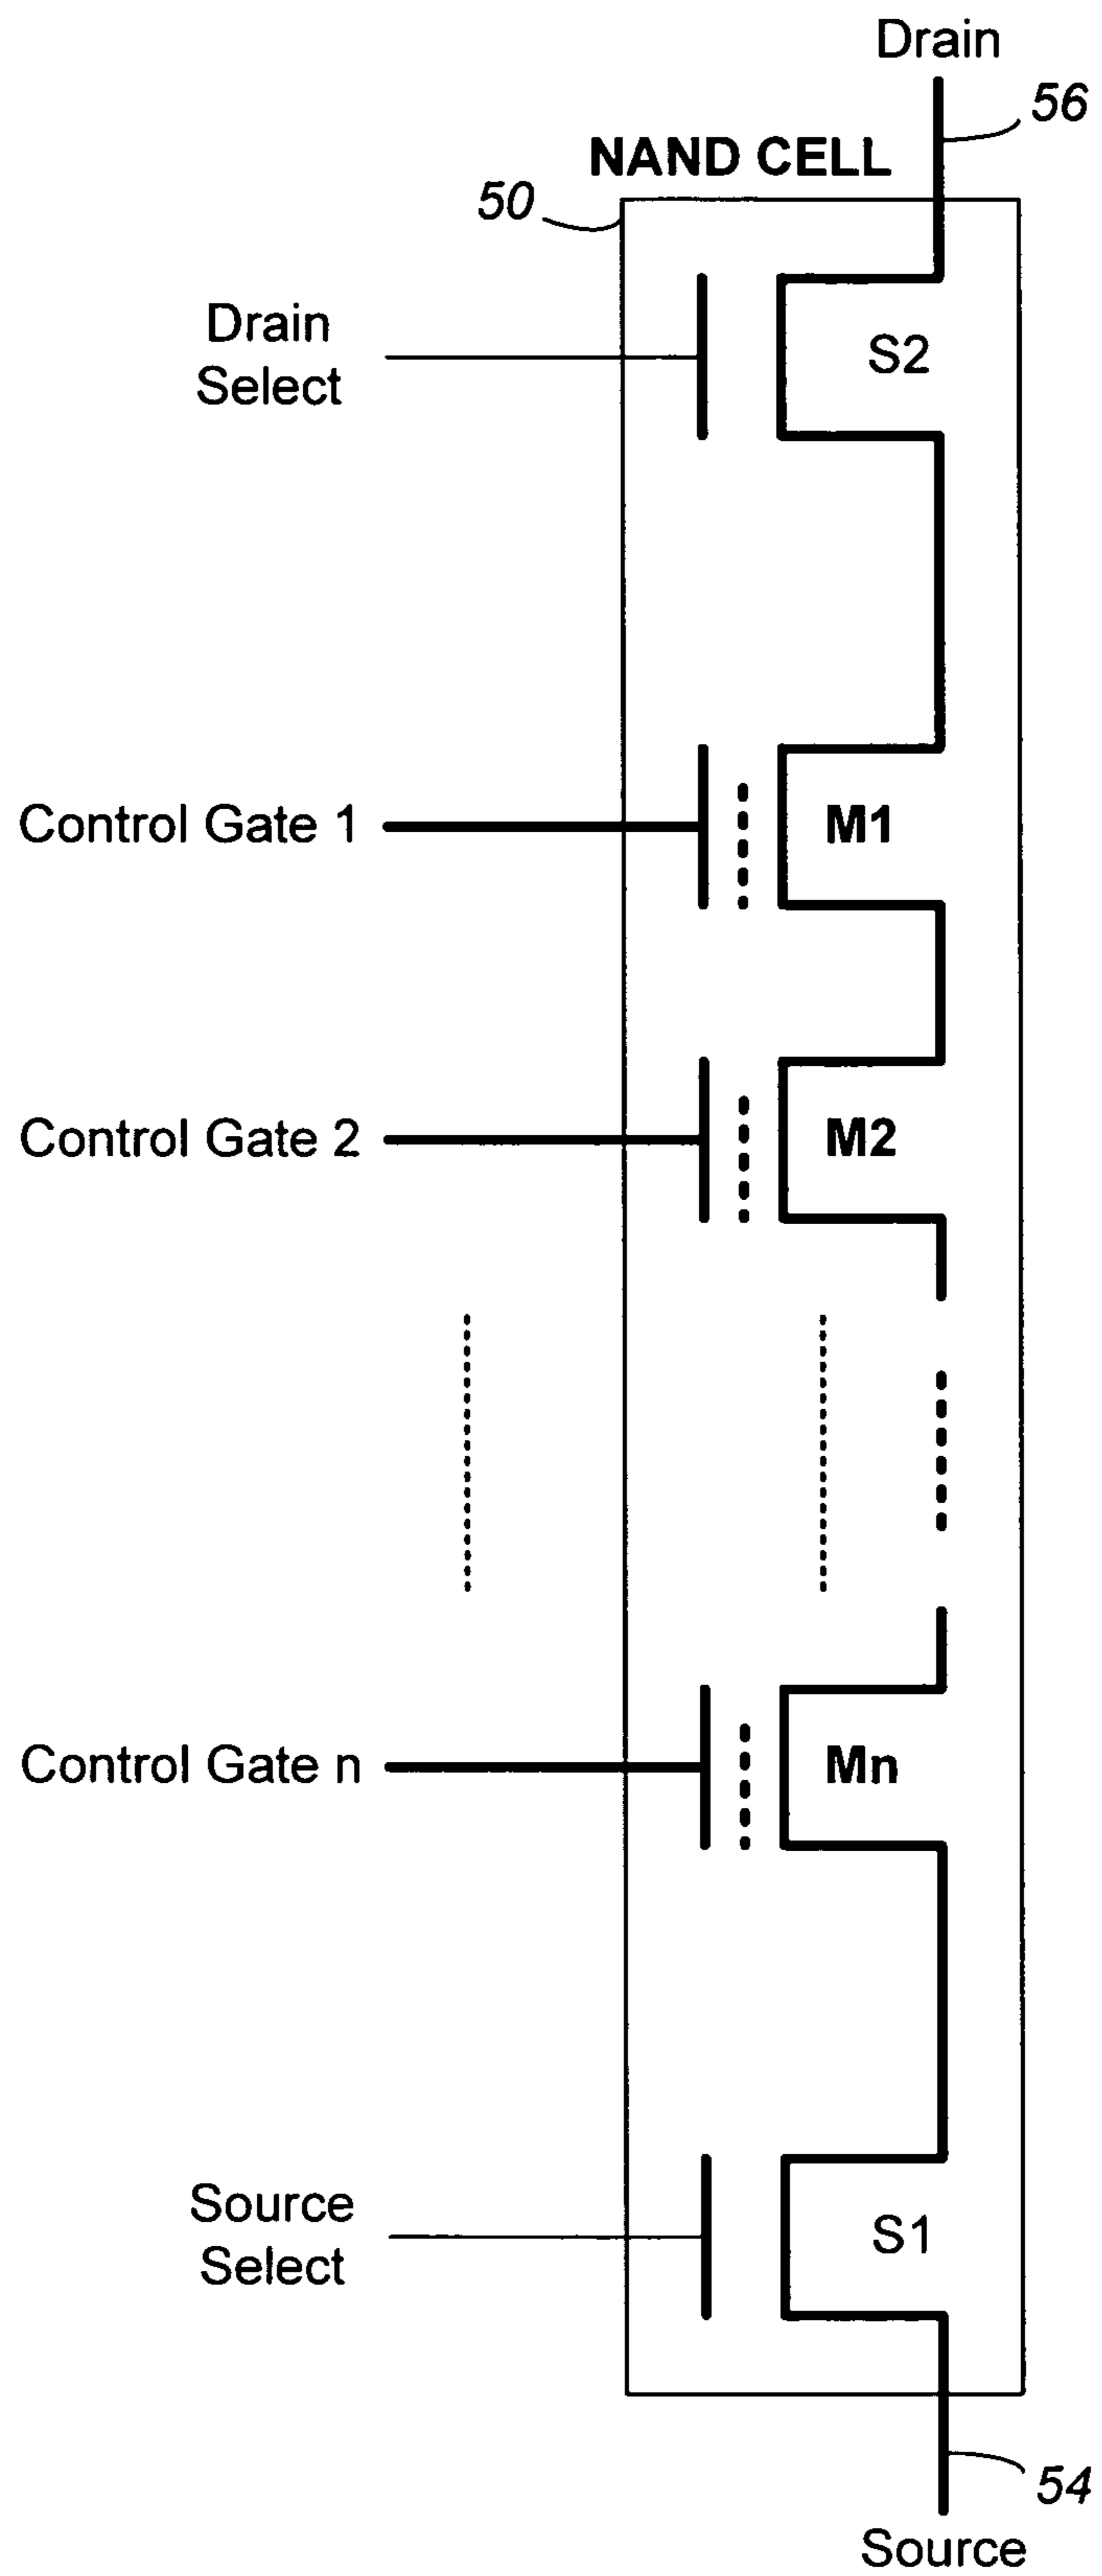 Drain
56
NAND CELL
50
Drain
Select
S2
Control Gate 1
M1
Control Gate 2
M2
Control Gate n
Mn
Source
Select
S1
54
Source